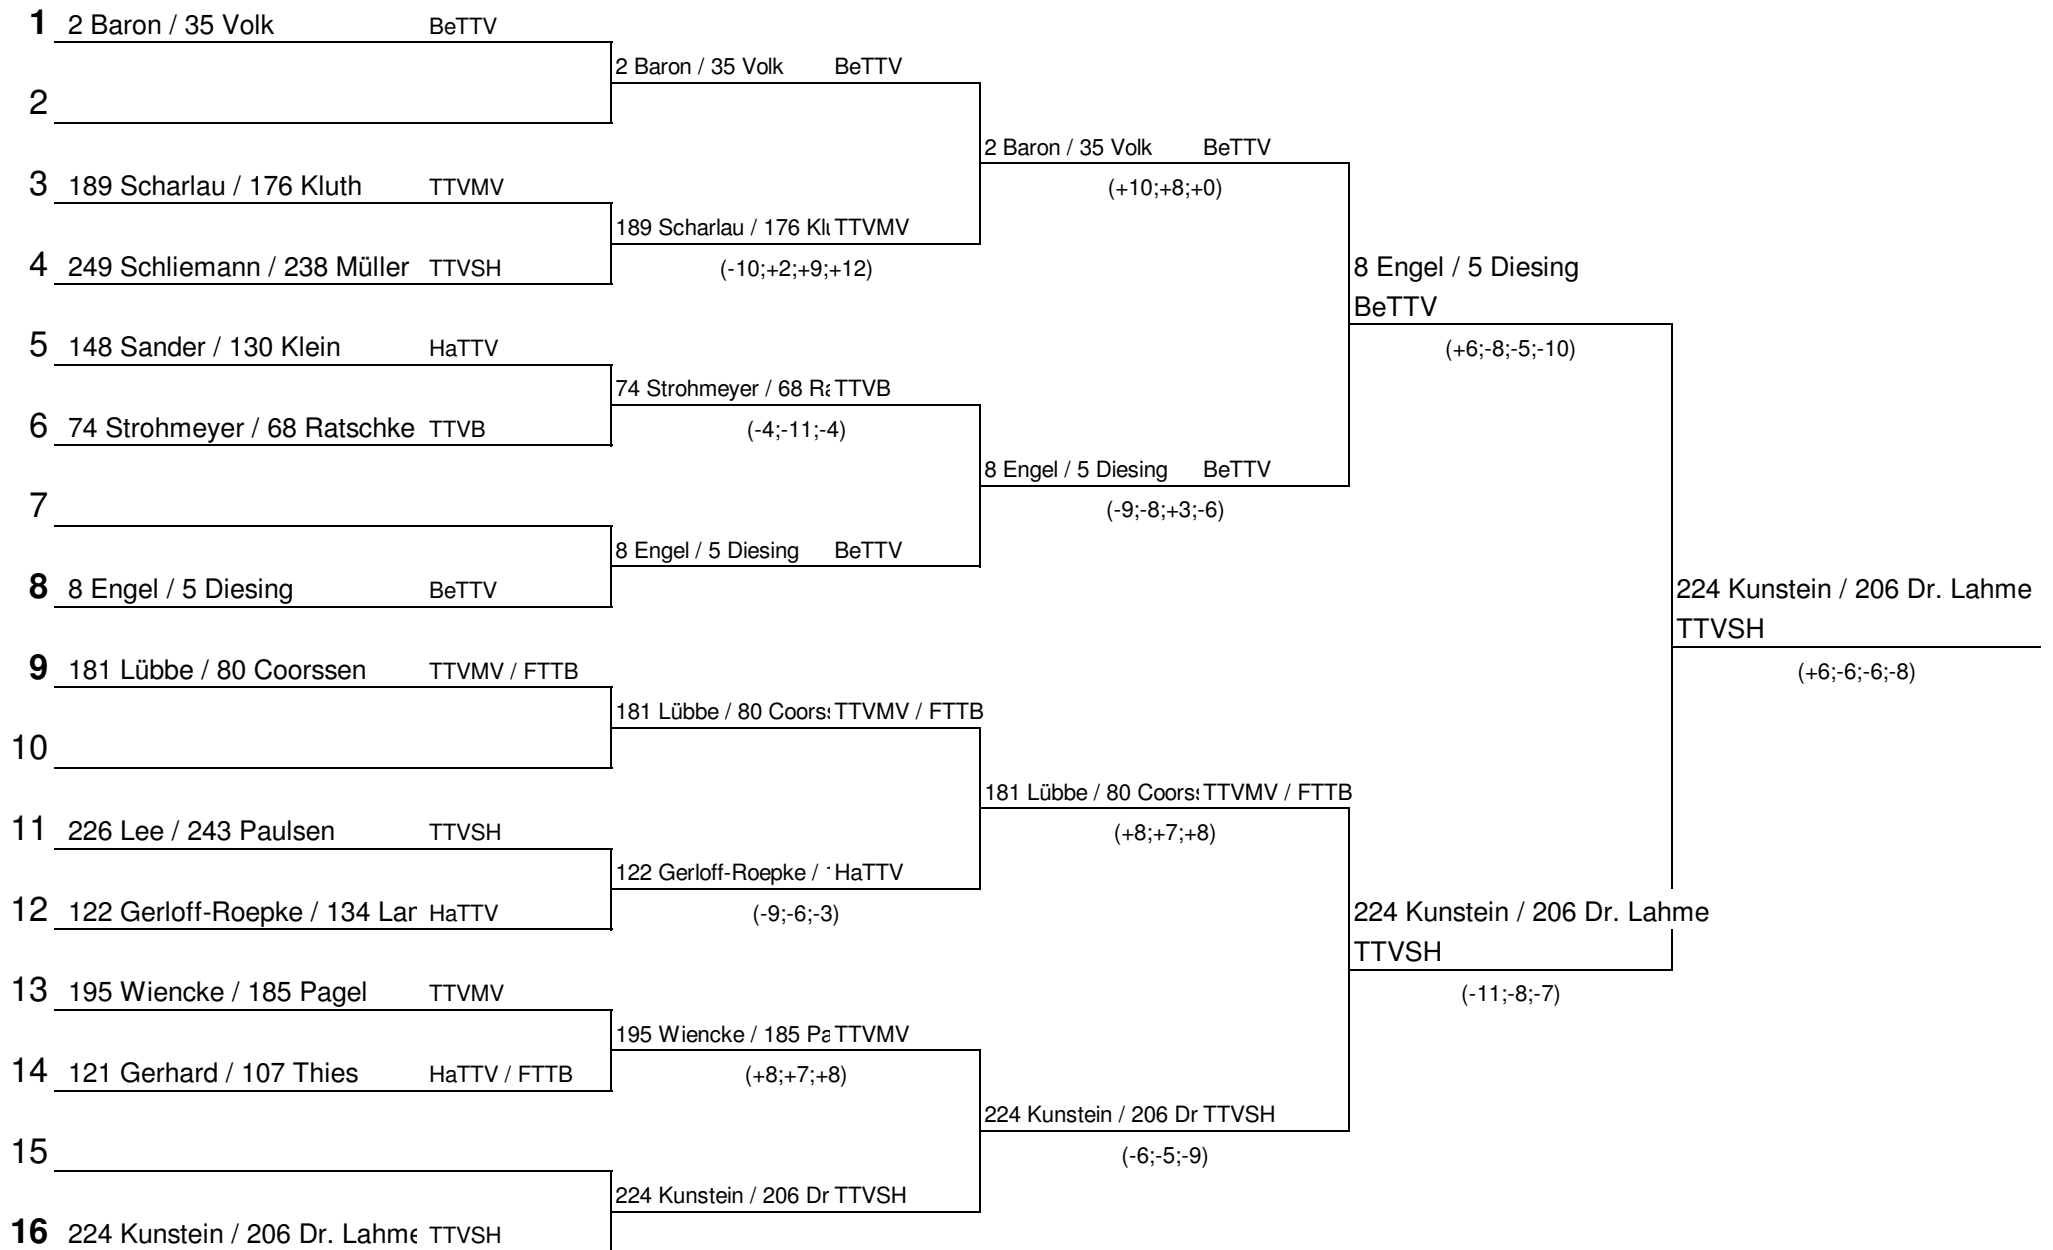 1 2 Baron / 35 Volk BeTTV
2 Baron / 35 Volk BeTTV
2
2 Baron / 35 Volk BeTTV
3 189 Scharlau / 176 Kluth TTVMV
(+10;+8;+0)
189 Scharlau / 176 Klu TTVMV
4 249 Schliemann / 238 Müller TTVSH
(-10;+2;+9;+12)
8 Engel / 5 Diesing
BeTTV
5 148 Sander / 130 Klein HaTTV
(+6;-8;-5;-10)
74 Strohmeyer / 68 Ra TTVB
6 74 Strohmeyer / 68 Ratschke TTVB
(-4;-11;-4)
8 Engel / 5 Diesing BeTTV
7
(-9;-8;+3;-6)
8 Engel / 5 Diesing BeTTV
8 8 Engel / 5 Diesing BeTTV
224 Kunstein / 206 Dr. Lahme
TTVSH
9 181 Lübbe / 80 Coorssen TTVMV / FTTB
(+6;-6;-6;-8)
181 Lübbe / 80 Coorss TTVMV / FTTB
10
181 Lübbe / 80 Coorss TTVMV / FTTB
11 226 Lee / 243 Paulsen TTVSH
(+8;+7;+8)
122 Gerloff-Roepke / HaTTV
12 122 Gerloff-Roepke / 134 Lar HaTTV
(-9;-6;-3)
224 Kunstein / 206 Dr. Lahme
TTVSH
13 195 Wiencke / 185 Pagel TTVMV
(-11;-8;-7)
195 Wiencke / 185 Pa TTVMV
14 121 Gerhard / 107 Thies HaTTV / FTTB
(+8;+7;+8)
224 Kunstein / 206 Dr TTVSH
15
(-6;-5;-9)
224 Kunstein / 206 Dr TTVSH
16 224 Kunstein / 206 Dr. Lahme TTVSH